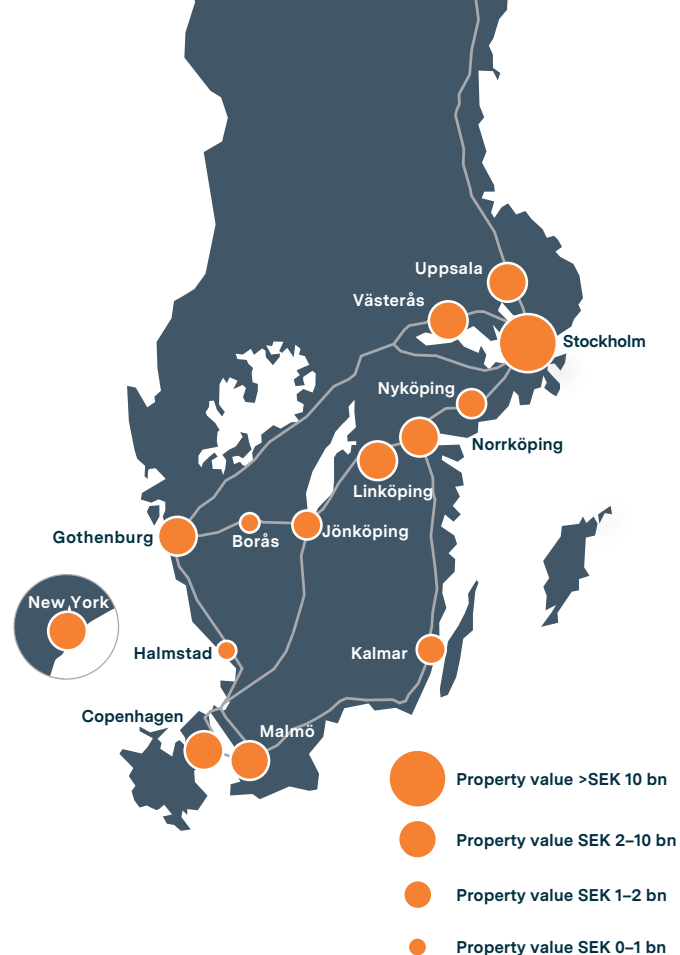 Uppsala
Västerås
Stockholm
Nyköping
Norrköping
Linköping
Jönköping
Gothenburg
Borås
New York
Halmstad
Kalmar
Copenhagen
Malmö
Property value >SEK 10 bn
Property value SEK 2–10 bn
Property value SEK 1–2 bn
Property value SEK 0–1 bn